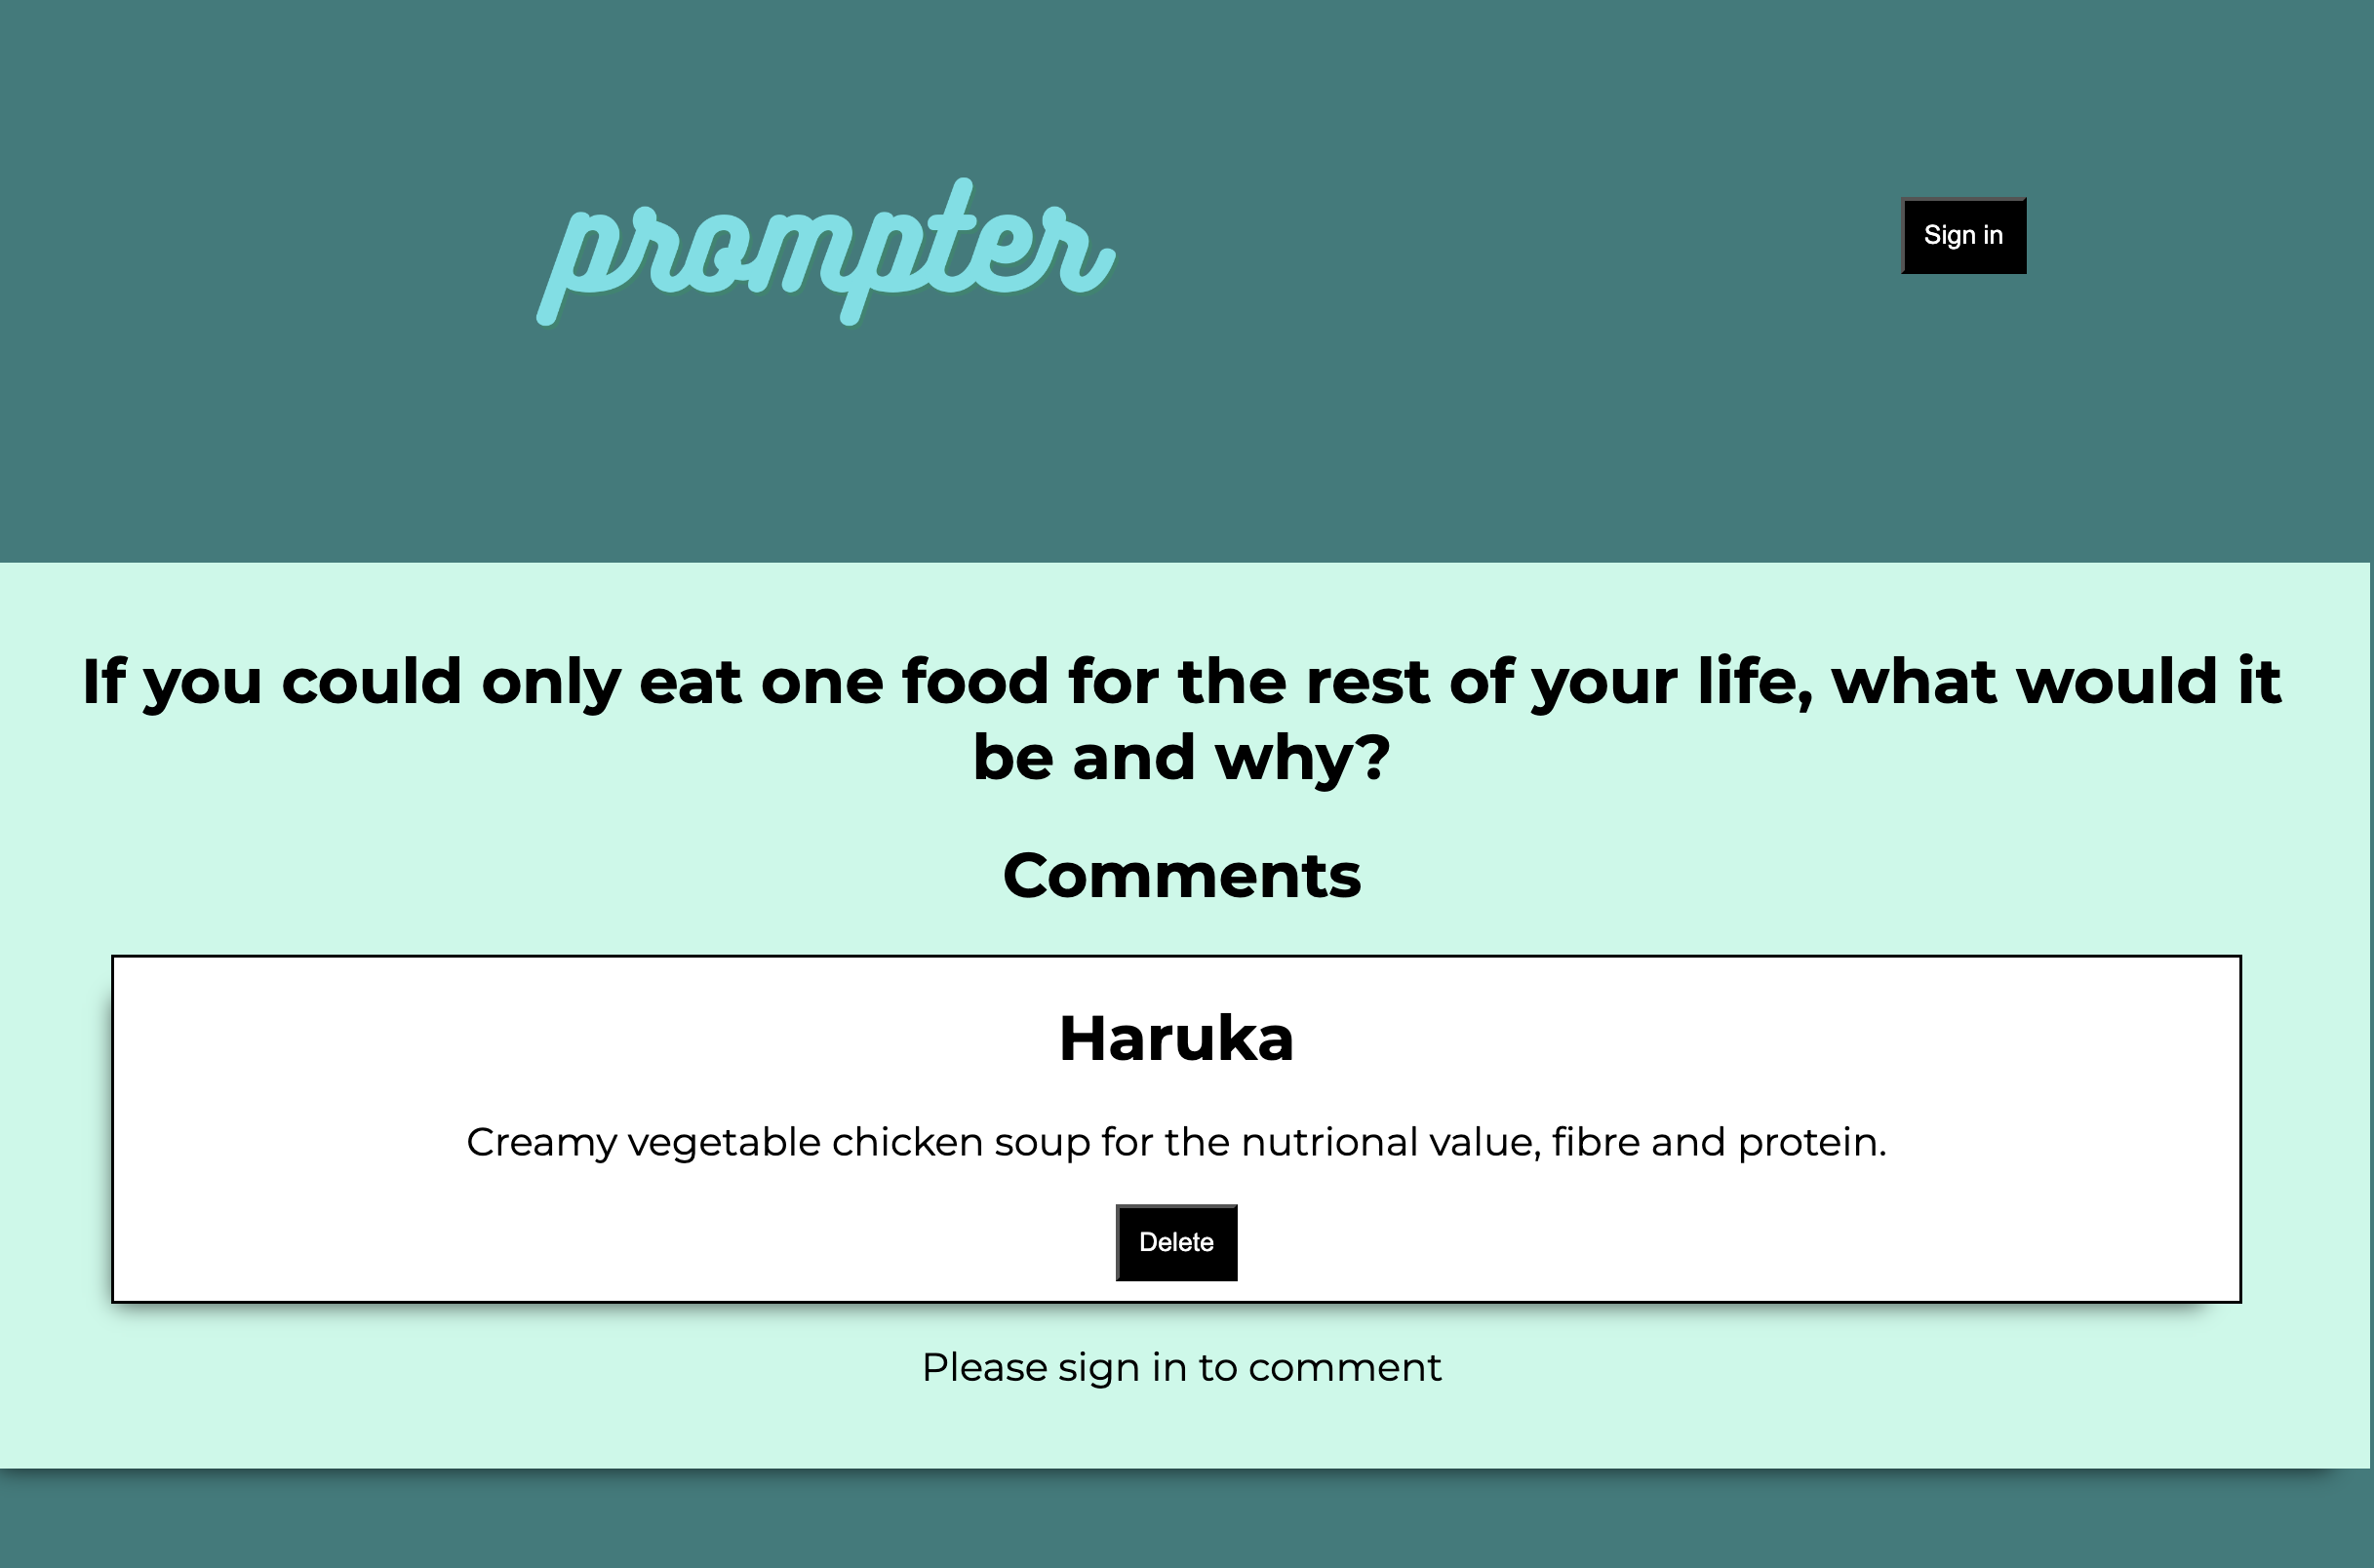 prompter
Sign in
If you could only eat one food for the rest of your life, what would it
be and why?
Comments
Haruka
Creamy vegetable chicken soup for the nutrional value, fibre and protein.
Delete
Please sign in to comment